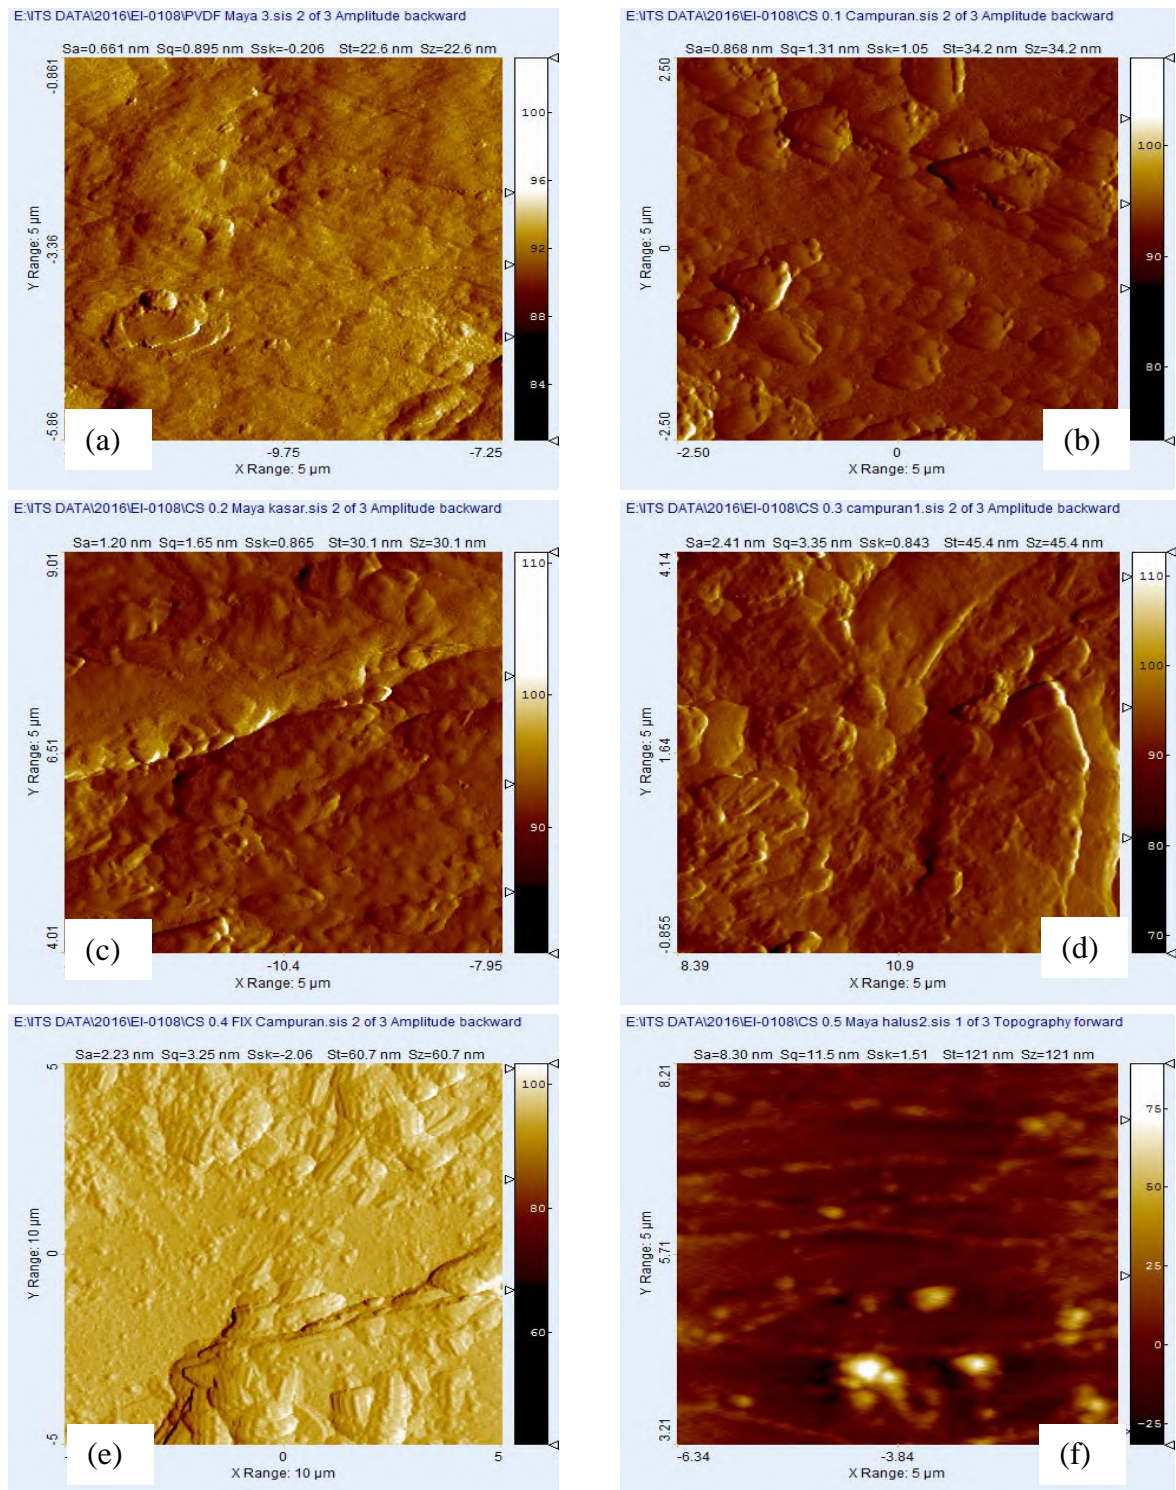 E:\ITS DATA\2016\EI-0108\PVDF Maya 3.sis 2 of 3 Amplitude backward
Sa=0.661 nm Sq=0.895 nm Ssk=-0.206 St=22.6 nm Sz=22.6 nm
-0.861
100
96
Y Range: 5 µm
-3.36
92
88
84
-5.86
(a)
-9.75
-7.25
X Range: 5 µm
E:\ITS DATA\2016\EI-0108\CS 0.1 Campuran.sis 2 of 3 Amplitude backward
Sa=0.868 nm Sq=1.31 nm Ssk=1.05 St=34.2 nm Sz=34.2 nm
2.50
100
Y Range: 5 µm
0
90
80
-2.50
(b)
-2.50
0
X Range: 5 µm
E:\ITS DATA\2016\EI-0108\CS 0.2 Maya kasar.sis 2 of 3 Amplitude backward
Sa=1.20 nm Sq=1.65 nm Ssk=0.865 St=30.1 nm Sz=30.1 nm
9.01
110
100
Y Range: 5 µm
6.51
90
4.01
(c)
-10.4
-7.95
X Range: 5 µm
E:\ITS DATA\2016\EI-0108\CS 0.3 campuran1.sis 2 of 3 Amplitude backward
Sa=2.41 nm Sq=3.35 nm Ssk=0.843 St=45.4 nm Sz=45.4 nm
4.14
110
100
Y Range: 5 µm
1.64
90
80
70
-0.855
(d)
8.39
10.9
X Range: 5 µm
E:\ITS DATA\2016\EI-0108\CS 0.4 FIX Campuran.sis 2 of 3 Amplitude backward
Sa=2.23 nm Sq=3.25 nm Ssk=-2.06 St=60.7 nm Sz=60.7 nm
5
100
80
Y Range: 10 µm
0
60
-5
(e)
0
5
X Range: 10 µm
E:\ITS DATA\2016\EI-0108\CS 0.5 Maya halus2.sis 1 of 3 Topography forward
Sa=8.30 nm Sq=11.5 nm Ssk=1.51 St=121 nm Sz=121 nm
8.21
75
50
Y Range: 5 µm
5.71
25
0
-25
3.21
(f)
-6.34
-3.84
X Range: 5 µm